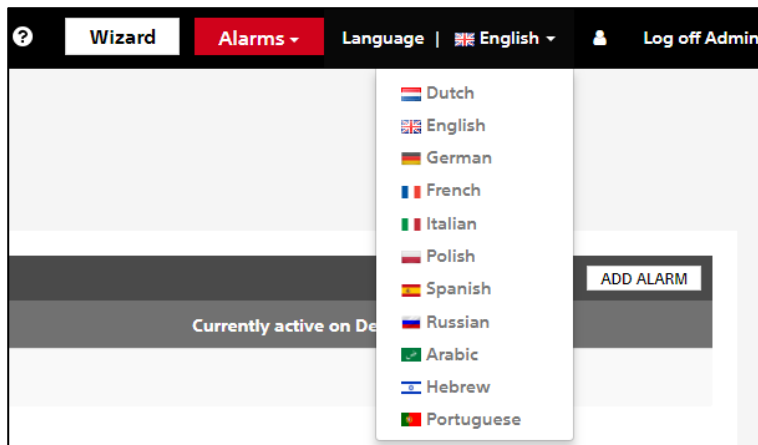 ? Wizard Alarms Language | English Log off Admin
Dutch
English
German
French
Italian
Polish
Spanish
ADD ALARM
Currently active on De
Russian
Arabic
Hebrew
Portuguese